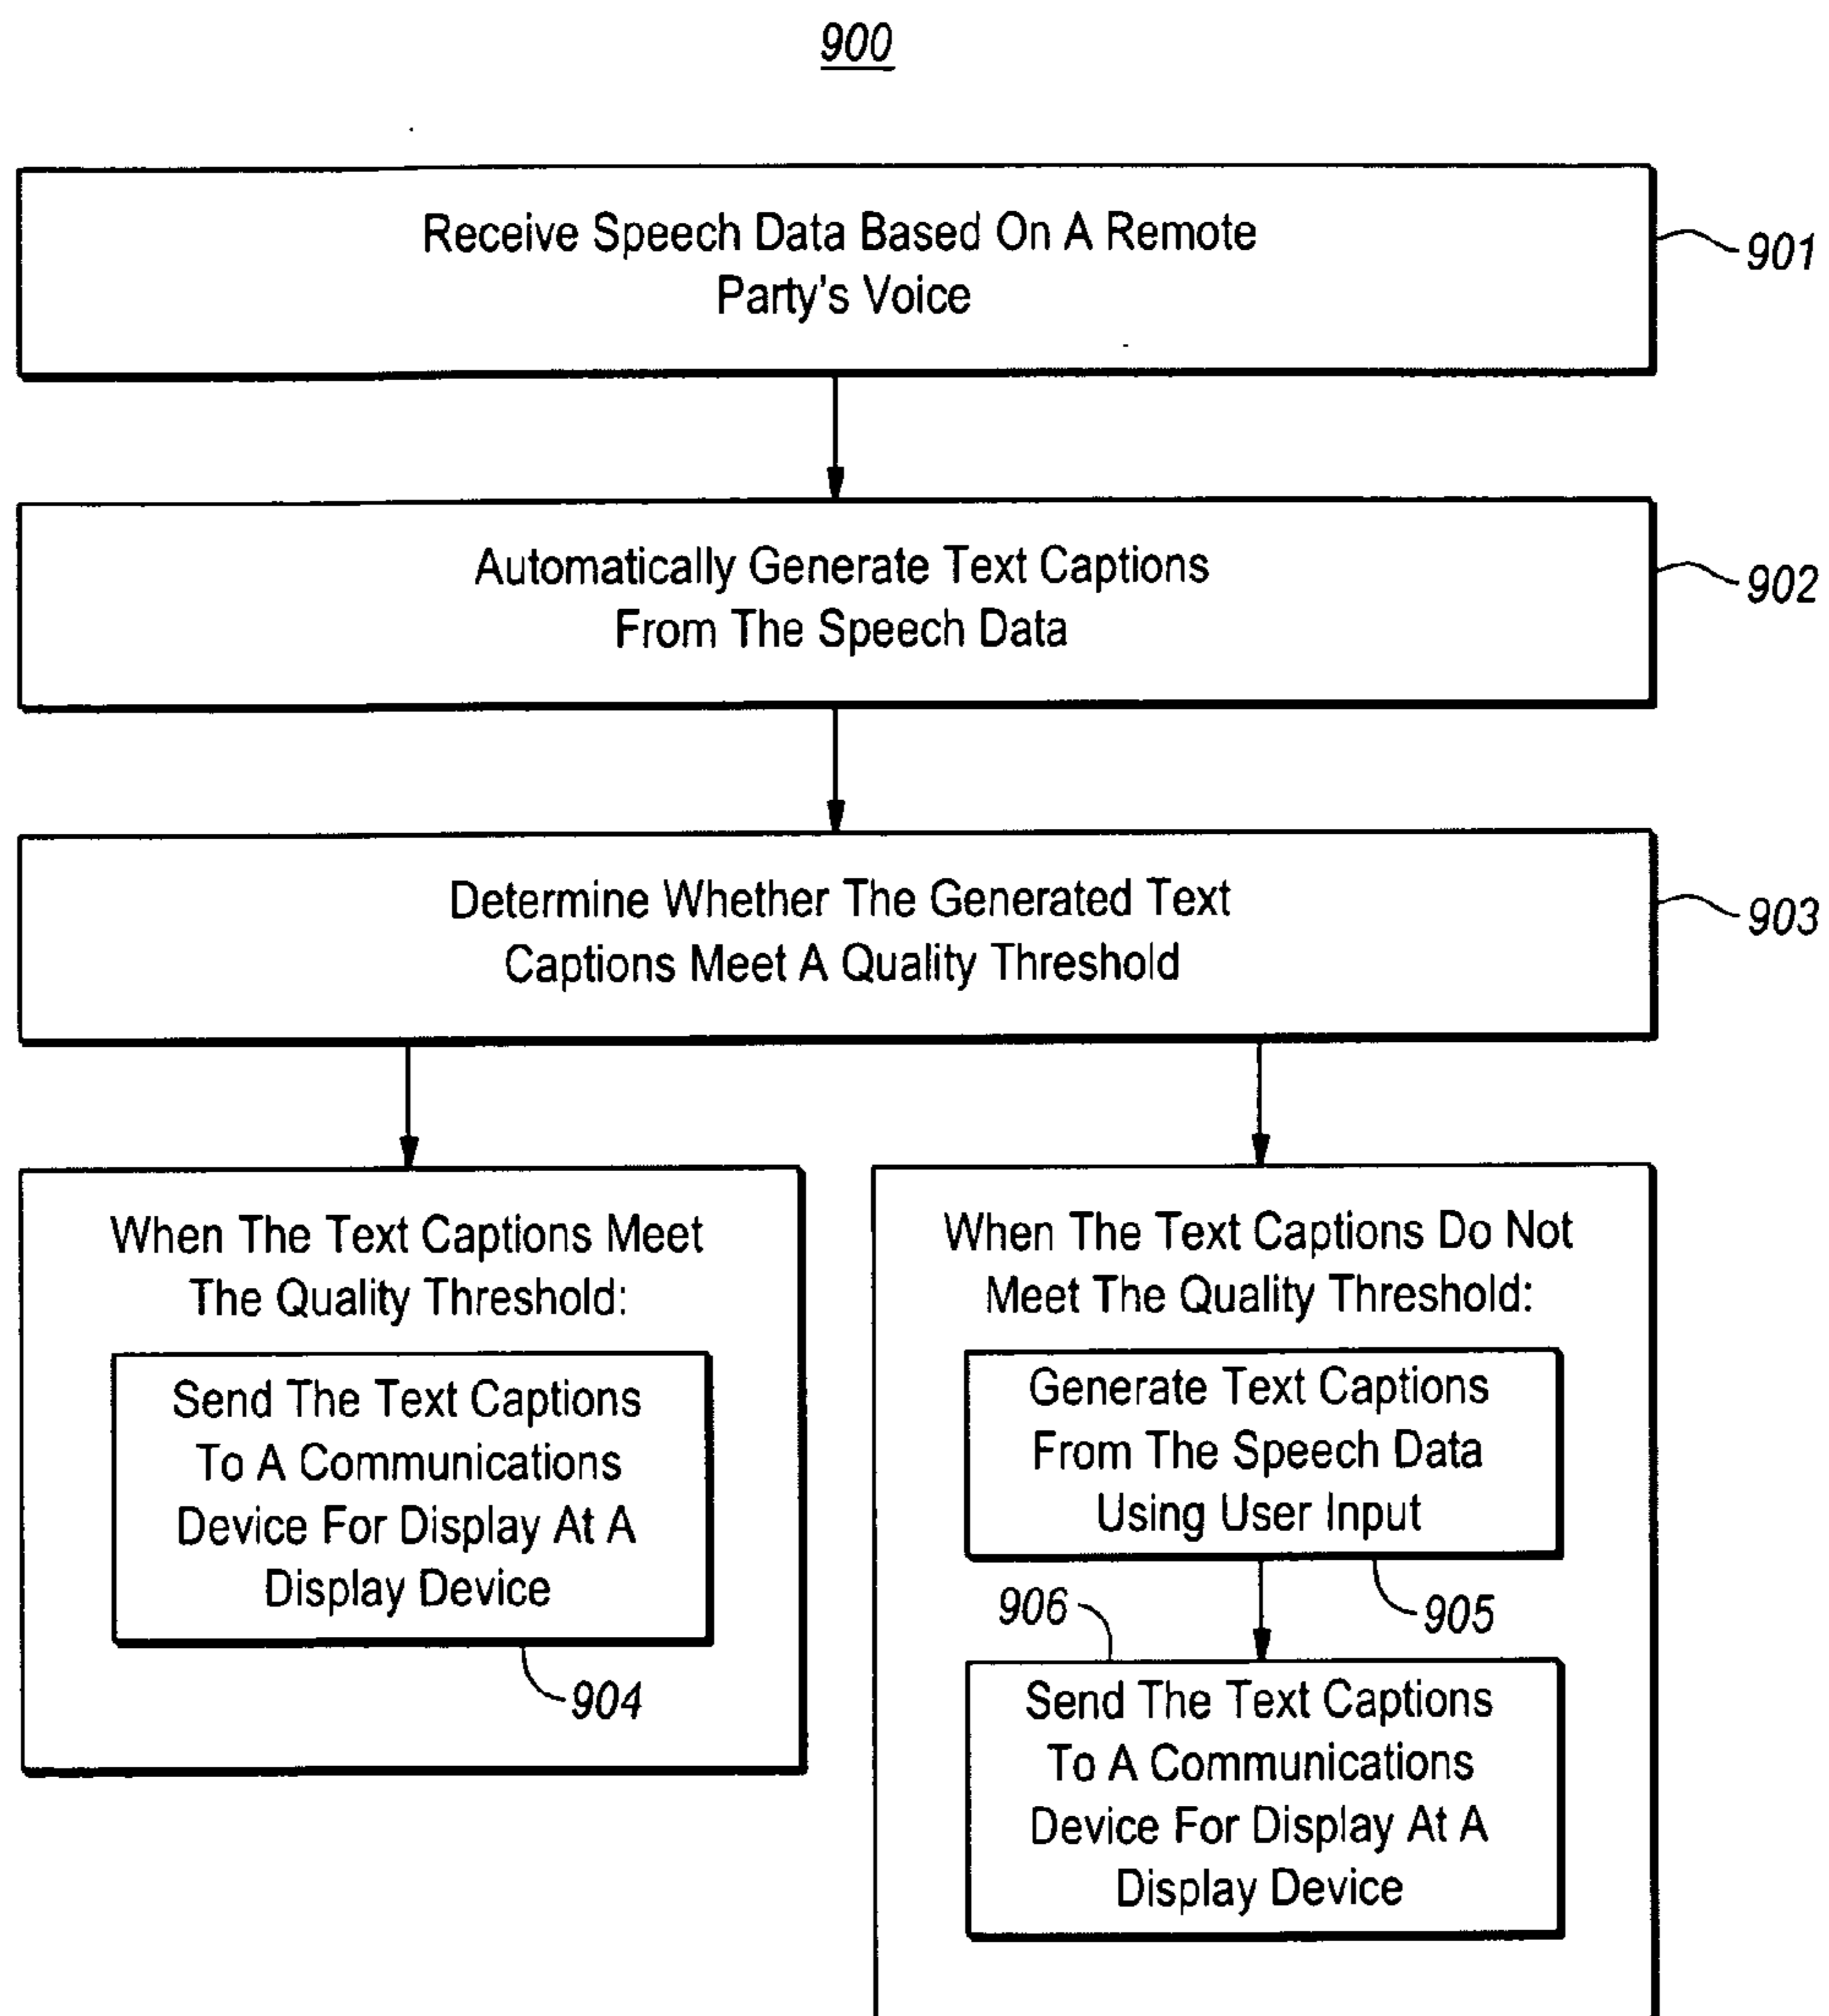 900
Receive Speech Data Based On A Remote
Party's Voice
901
Automatically Generate Text Captions
From The Speech Data
902
Determine Whether The Generated Text
Captions Meet A Quality Threshold
903
When The Text Captions Meet
The Quality Threshold:
Send The Text Captions
To A Communications
Device For Display At A
Display Device
904
When The Text Captions Do Not
Meet The Quality Threshold:
Generate Text Captions
From The Speech Data
Using User Input
905
906
Send The Text Captions
To A Communications
Device For Display At A
Display Device